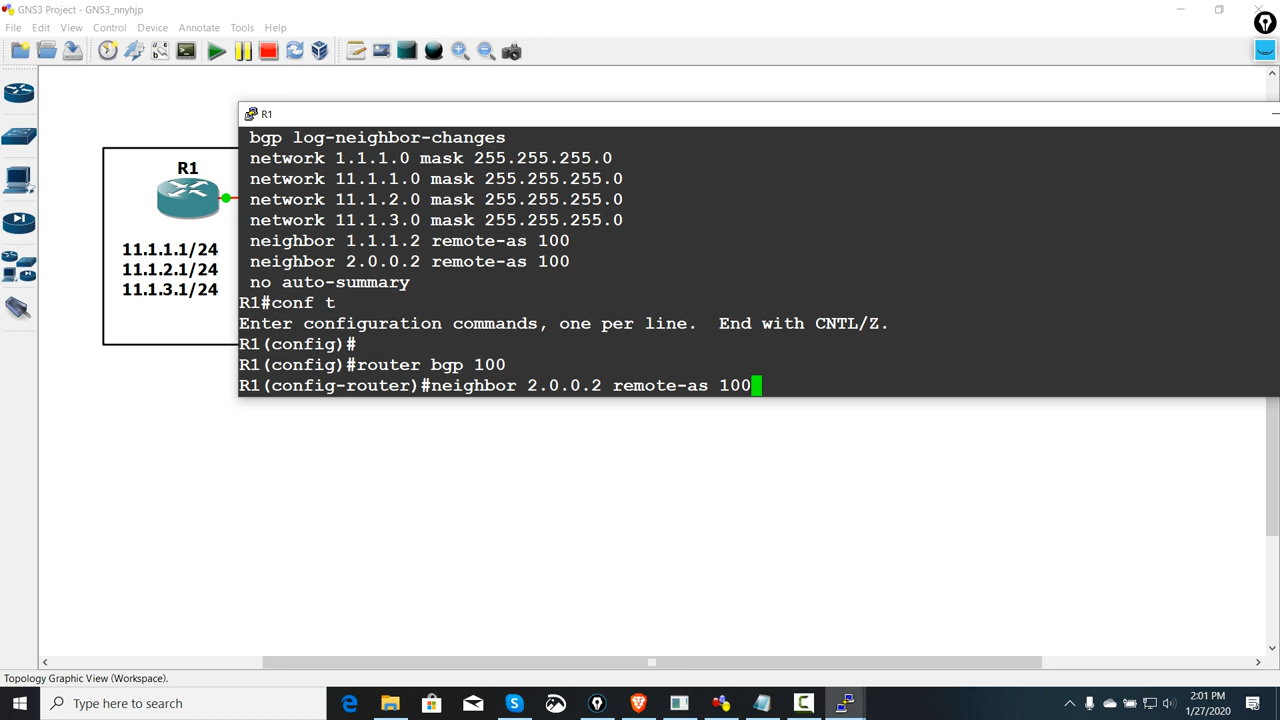 GNS3 Project - GNS3_nnyhjp
File Edit View Control Device Annotate Tools Help
R1
R1
11.1.1.1/24
11.1.2.1/24
11.1.3.1/24
bgp log-neighbor-changes
network 1.1.1.0 mask 255.255.255.0
network 11.1.1.0 mask 255.255.255.0
network 11.1.2.0 mask 255.255.255.0
network 11.1.3.0 mask 255.255.255.0
neighbor 1.1.1.2 remote-as 100
neighbor 2.0.0.2 remote-as 100
no auto-summary
R1#conf t
Enter configuration commands, one per line.  End with CNTL/Z.
R1(config)#
R1(config)#router bgp 100
R1(config-router)#neighbor 2.0.0.2 remote-as 100
Topology Graphic View (Workspace).
Type here to search
2:01 PM
1/27/2020